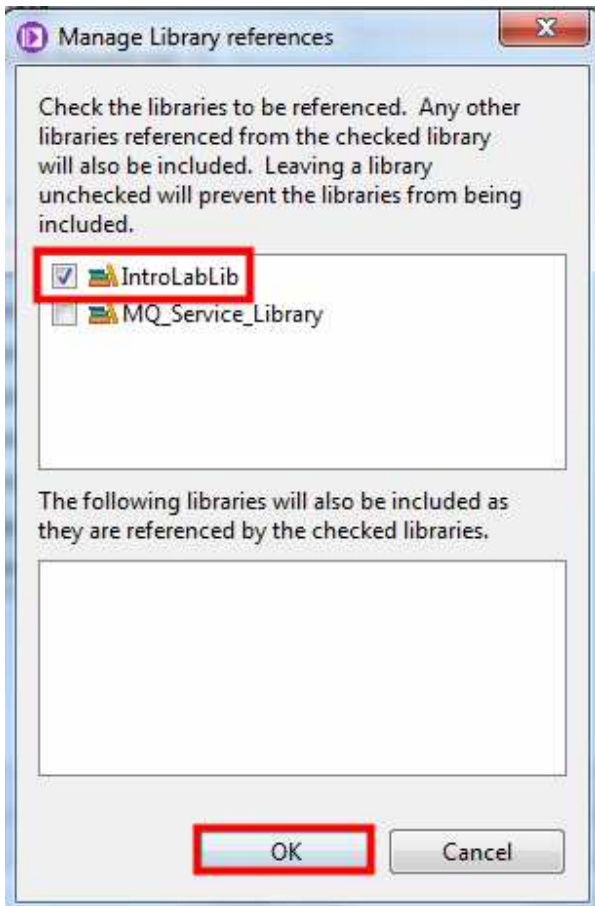 Manage Library references
Check the libraries to be referenced. Any other
libraries referenced from the checked library
will also be included. Leaving a library
unchecked will prevent the libraries from being
included.
IntroLabLib
MQ_Service_Library
The following libraries will also be included as
they are referenced by the checked libraries.
OK
Cancel